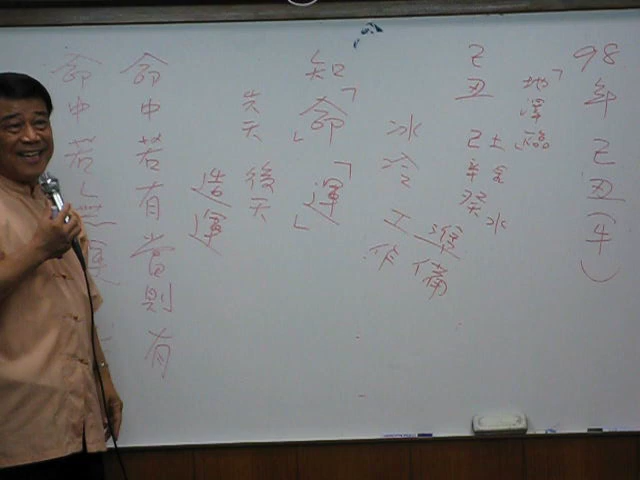 98年乙丑(牛)
「地澤臨」
土金水
乙丑 乙辛癸
準備
冰冷工作
知「命」「運」
先天後天
造運
命中若有當則有
命中若